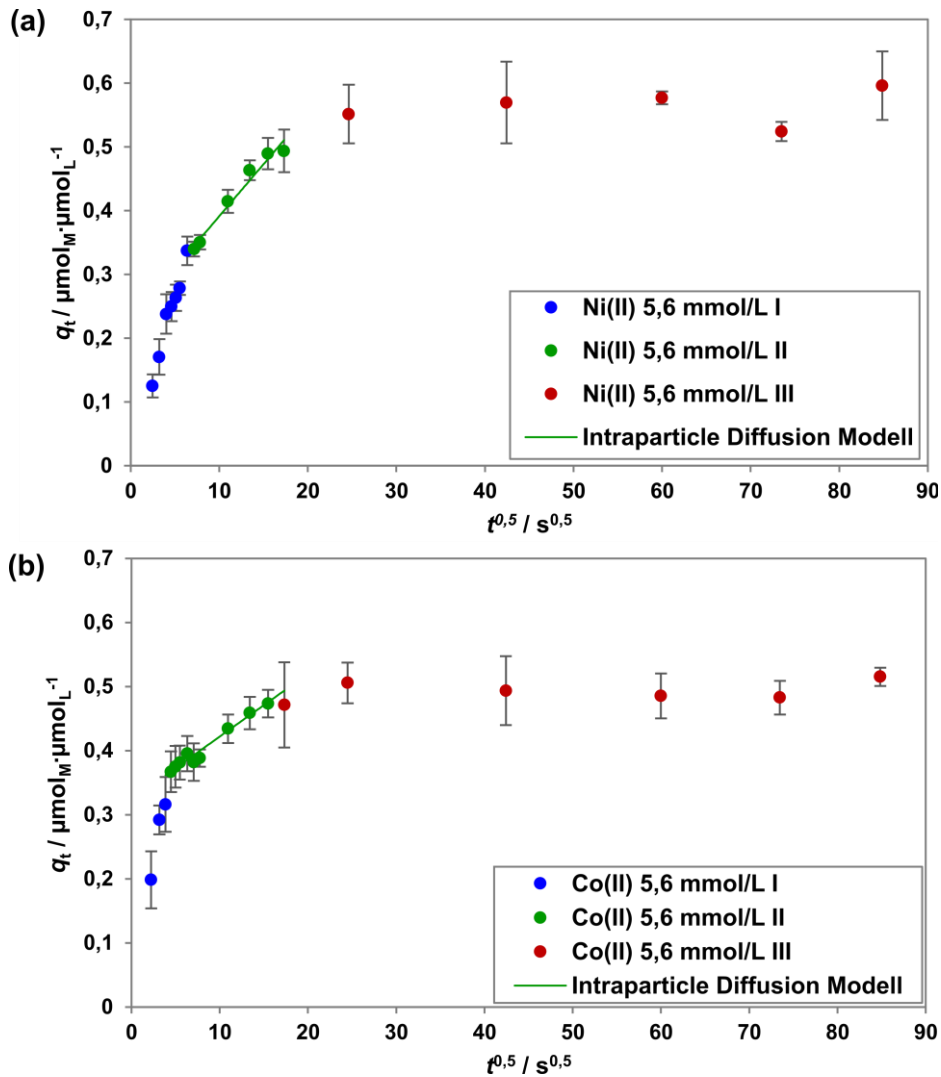 (a)
0,7
0,6
0,5
0,4
0,3
0,2
0,1
0
qt / µmolM·µmolL-1
Ni(II) 5,6 mmol/L I
Ni(II) 5,6 mmol/L II
Ni(II) 5,6 mmol/L III
Intraparticle Diffusion Modell
0 10 20 30 40 50 60 70 80 90
t0,5 / s0,5
(b)
0,7
0,6
0,5
0,4
0,3
0,2
0,1
0
qt / µmolM·µmolL-1
Co(II) 5,6 mmol/L I
Co(II) 5,6 mmol/L II
Co(II) 5,6 mmol/L III
Intraparticle Diffusion Modell
0 10 20 30 40 50 60 70 80 90
t0,5 / s0,5